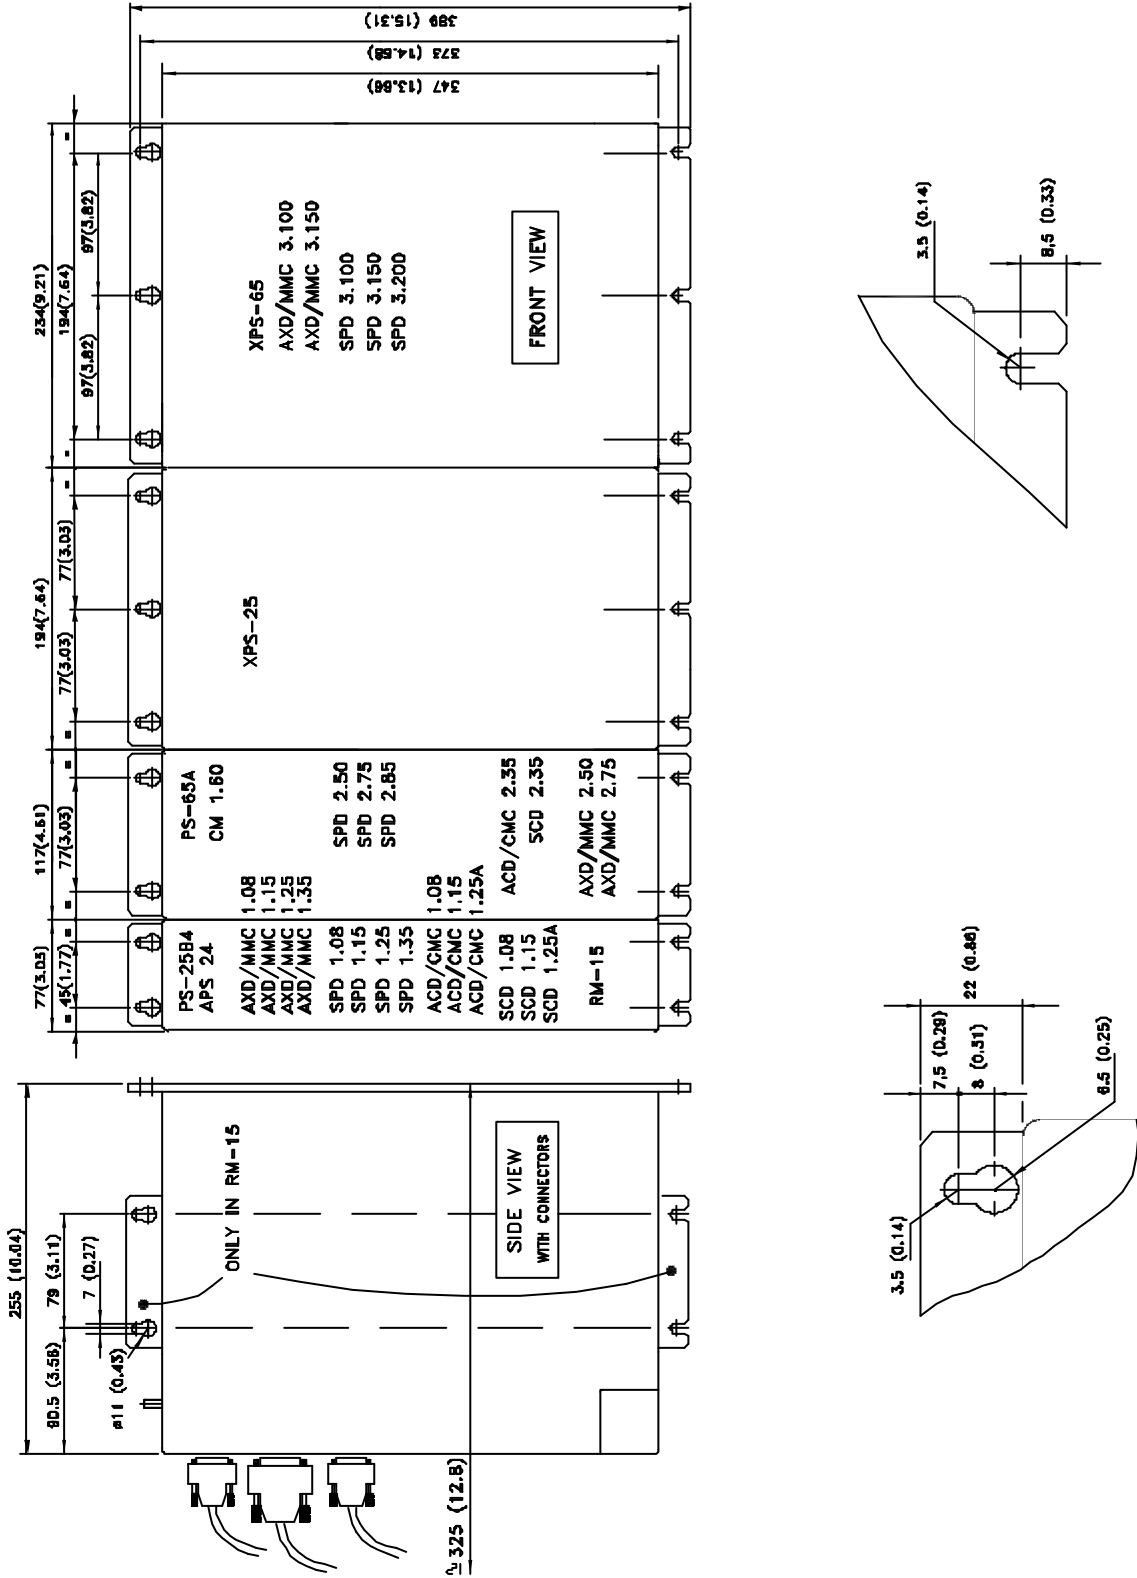 389 (15.31)
373 (14.68)
347 (13.66)
=
234(9.21)
194(7.64)
97(3.82)
97(3.82)
=
XPS-65
AXD/MMC 3.100
AXD/MMC 3.150
SPD 3.100
SPD 3.150
SPD 3.200
FRONT VIEW
=
194(7.64)
77(3.03)
77(3.03)
=
XPS-25
=
117(4.61)
77(3.03)
=
PS-65A
CM 1.60
SPD 2.50
SPD 2.75
SPD 2.85
ACD/CMC 2.35
SCD 2.35
AXD/MMC 2.50
AXD/MMC 2.75
77(3.03)
= 45(1.77) =
PS-25B4
APS 24
AXD/MMC 1.08
AXD/MMC 1.15
AXD/MMC 1.25
AXD/MMC 1.35
SPD 1.08
SPD 1.15
SPD 1.25
SPD 1.35
ACD/CMC 1.08
ACD/CMC 1.15
ACD/CMC 1.25A
SCD 1.08
SCD 1.15
SCD 1.25A
RM-15
255 (10.04)
79 (3.11)
7 (0.27)
90.5 (3.56)
ø11 (0.43)
ONLY IN RM-15
SIDE VIEW
WITH CONNECTORS
≃325 (12.8)
3.5 (0.14)
8,5 (0.33)
22 (0.86)
7,5 (0.29)
8 (0.31)
6.5 (0.25)
3.5 (0.14)